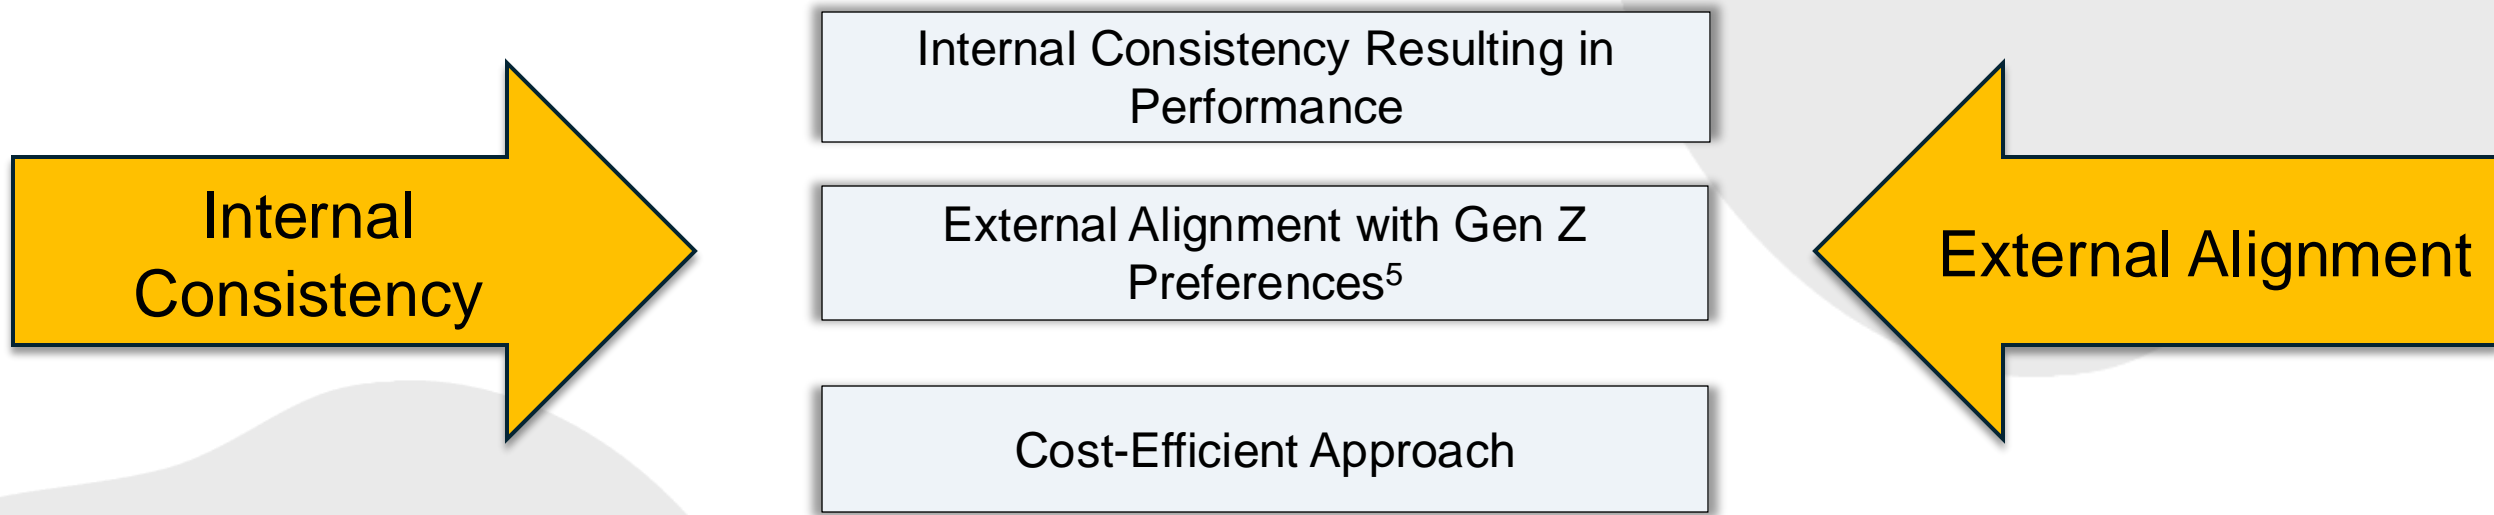 Internal
Consistency
Internal Consistency Resulting in
Performance
External Alignment with Gen Z
Preferences⁵
Cost-Efficient Approach
External Alignment